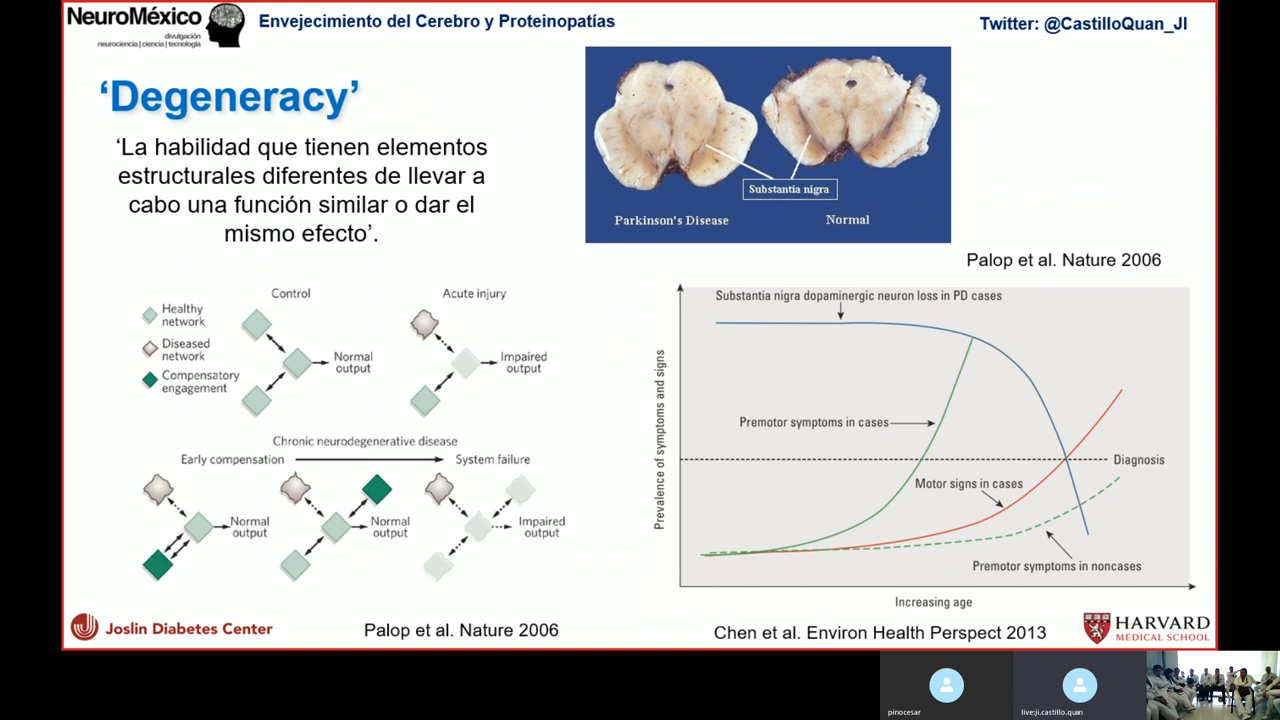 NeuroMéxico
divulgación
neurociencia | ciencia | tecnología
Envejecimiento del Cerebro y Proteinopatías
Twitter: @CastilloQuan_JI
‘Degeneracy’
‘La habilidad que tienen elementos
estructurales diferentes de llevar a
cabo una función similar o dar el
mismo efecto’.
Substantia nigra
Parkinson's Disease
Normal
Palop et al. Nature 2006
Control
Acute injury
Healthy
network
Diseased
network
Compensatory
engagement
Normal
output
Impaired
output
Chronic neurodegenerative disease
Early compensation
System failure
Normal
output
Normal
output
Impaired
output
Substantia nigra dopaminergic neuron loss in PD cases
Prevalence of symptoms and signs
Premotor symptoms in cases
Diagnosis
Motor signs in cases
Premotor symptoms in noncases
Increasing age
Joslin Diabetes Center
Palop et al. Nature 2006
Chen et al. Environ Health Perspect 2013
HARVARD
MEDICAL SCHOOL
pinocesar
live:ji.castillo.quan